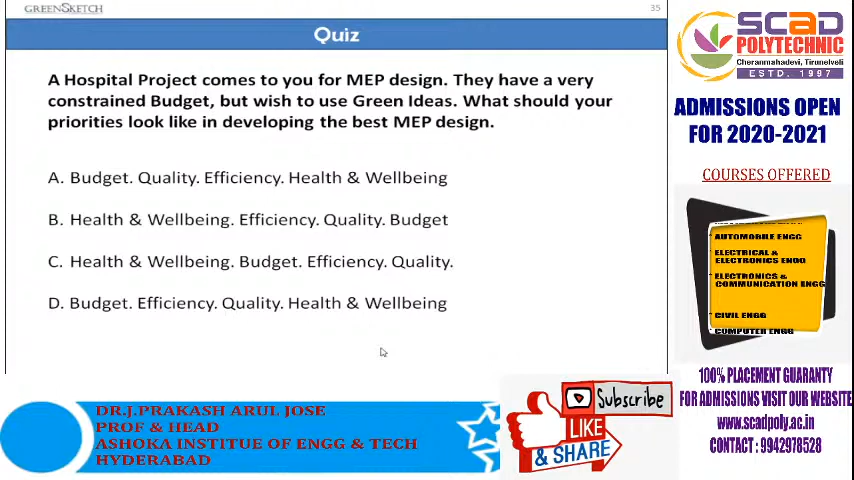 GREENSKETCH
35
Quiz
A Hospital Project comes to you for MEP design. They have a very
constrained Budget, but wish to use Green Ideas. What should your
priorities look like in developing the best MEP design.
A. Budget. Quality. Efficiency. Health & Wellbeing
B. Health & Wellbeing. Efficiency. Quality. Budget
C. Health & Wellbeing. Budget. Efficiency. Quality.
D. Budget. Efficiency. Quality. Health & Wellbeing
SCAD
POLYTECHNIC
Cheranmahadevi, Tirunelveli
ESTD. 1997
ADMISSIONS OPEN
FOR 2020-2021
COURSES OFFERED
AUTOMOBILE ENGG
ELECTRICAL &
ELECTRONICS ENGG
ELECTRONICS &
COMMUNICATION ENGG
CIVIL ENGG
COMPUTER ENGG
100% PLACEMENT GUARANTY
FOR ADMISSIONS VISIT OUR WEBSITE
www.scadpoly.ac.in
CONTACT : 9942978528
DR.J.PRAKASH ARUL JOSE
PROF & HEAD
ASHOKA INSTITUE OF ENGG & TECH
HYDERABAD
Subscribe
LIKE
& SHARE